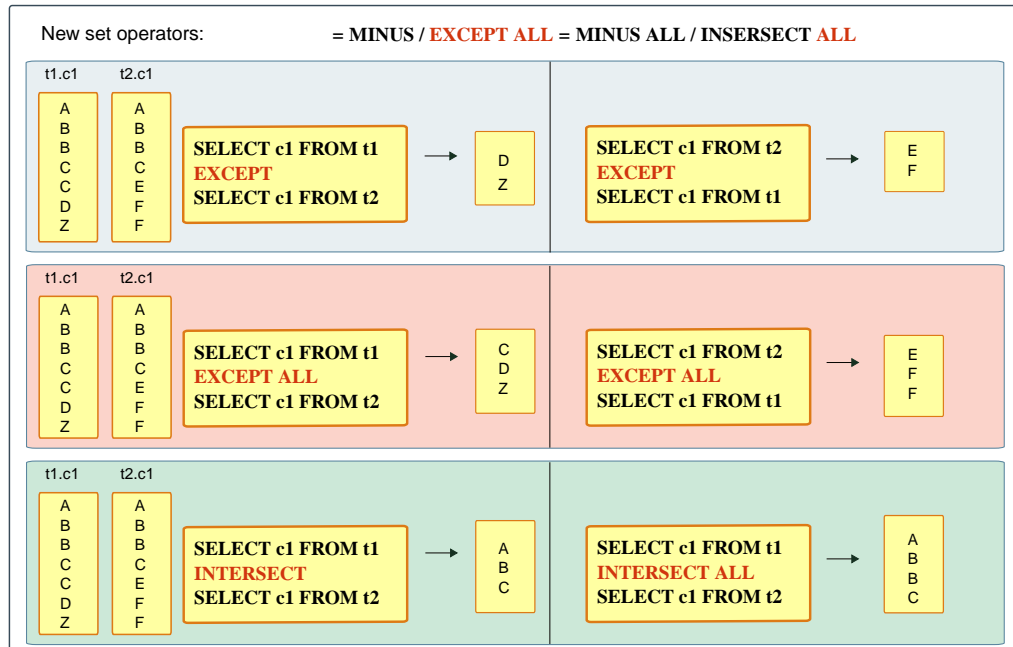 New set operators: = MINUS / EXCEPT ALL = MINUS ALL / INSERSECT ALL
t1.c1 t2.c1
A
B
B
C
C
D
Z
A
B
B
C
E
F
F
SELECT c1 FROM t1
EXCEPT
SELECT c1 FROM t2
D
Z
SELECT c1 FROM t2
EXCEPT
SELECT c1 FROM t1
E
F
t1.c1 t2.c1
A
B
B
C
C
D
Z
A
B
B
C
E
F
F
SELECT c1 FROM t1
EXCEPT ALL
SELECT c1 FROM t2
C
D
Z
SELECT c1 FROM t2
EXCEPT ALL
SELECT c1 FROM t1
E
F
F
t1.c1 t2.c1
A
B
B
C
C
D
Z
A
B
B
C
E
F
F
SELECT c1 FROM t1
INTERSECT
SELECT c1 FROM t2
A
B
C
SELECT c1 FROM t1
INTERSECT ALL
SELECT c1 FROM t2
A
B
B
C